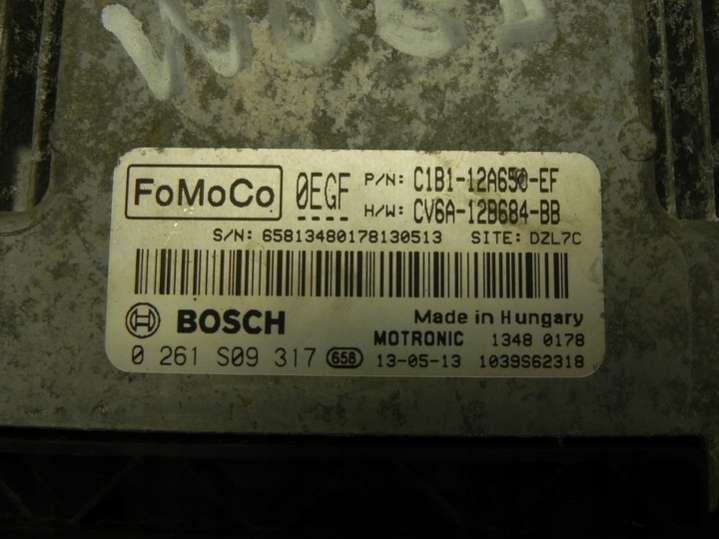 FoMoCo 0EGF P/N: C1B1-12A650-EF
H/W: CV6A-12B684-BB
S/N: 65813480178130513 SITE: DZL7C
BOSCH Made in Hungary
MOTRONIC 1348 0178
0 261 S09 317 658 13-05-13 1039S62318